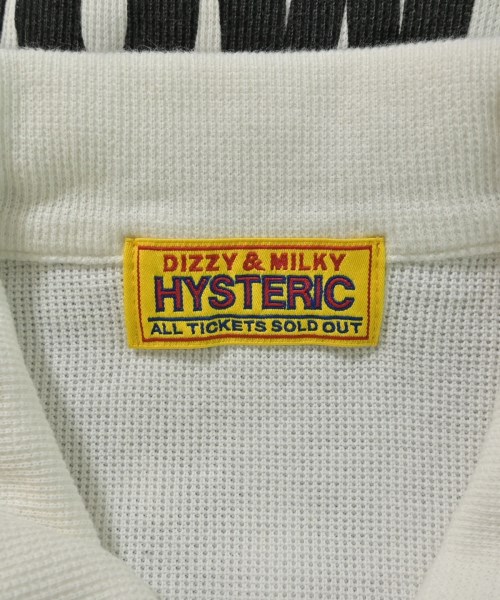 DIZZY & MILKY
HYSTERIC
ALL TICKETS SOLD OUT